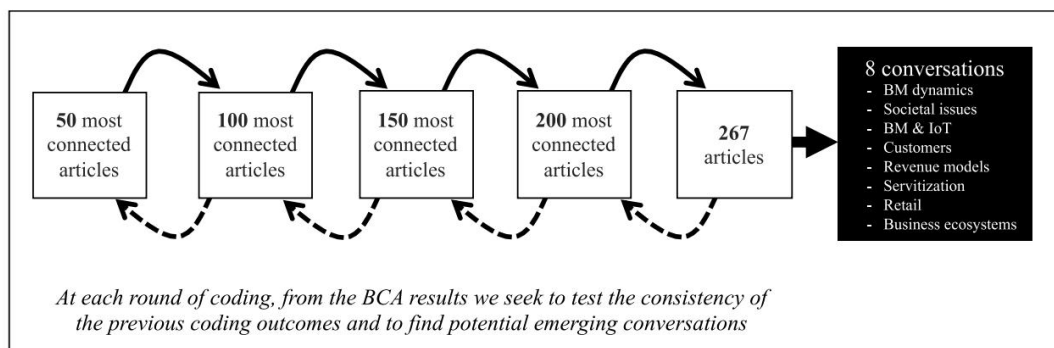 50 most
connected
articles
100 most
connected
articles
150 most
connected
articles
200 most
connected
articles
267
articles
8 conversations
- BM dynamics
- Societal issues
- BM & IoT
- Customers
- Revenue models
- Servitization
- Retail
- Business ecosystems
At each round of coding, from the BCA results we seek to test the consistency of
the previous coding outcomes and to find potential emerging conversations